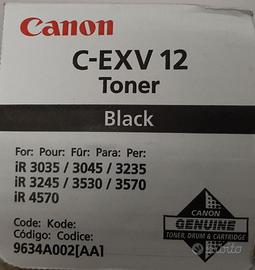 Canon
C-EXV 12
Toner
Black
For: Pour: Für: Para: Per:
iR 3035 / 3045 / 3235
iR 3245 / 3530 / 3570
iR 4570
Code: Kode:
Código: Codice:
9634A002[AA]
CANON
GENUINE
TONER, DRUM & CARTRIDGE
subito